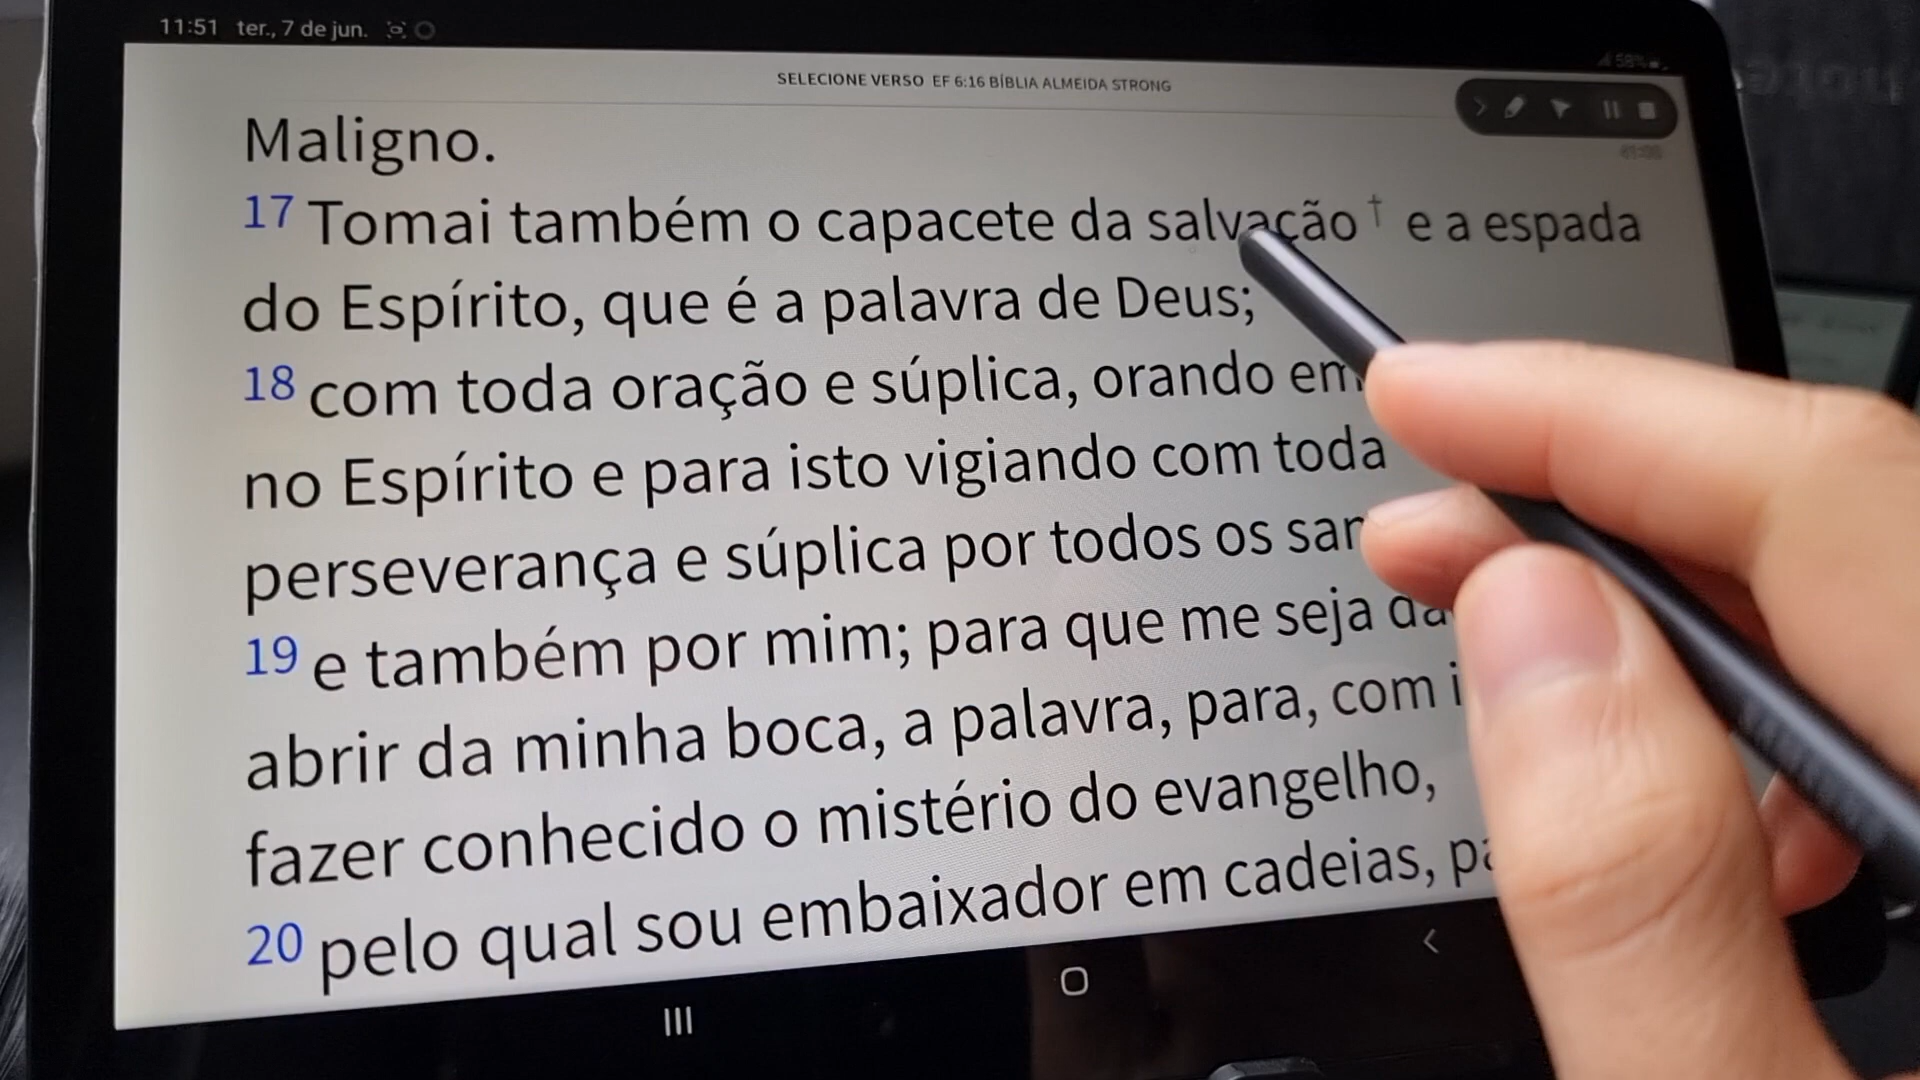 11:51 ter., 7 de jun.
58%
SELECIONE VERSO EF 6:16 BÍBLIA ALMEIDA STRONG
Maligno.
17 Tomai também o capacete da salvação † e a espada
do Espírito, que é a palavra de Deus;
18 com toda oração e súplica, orando em
no Espírito e para isto vigiando com toda
perseverança e súplica por todos os
19 e também por mim; para que me seja
abrir da minha boca, a palavra, para, com
fazer conhecido o mistério do evangelho,
20 pelo qual sou embaixador em cadeias,